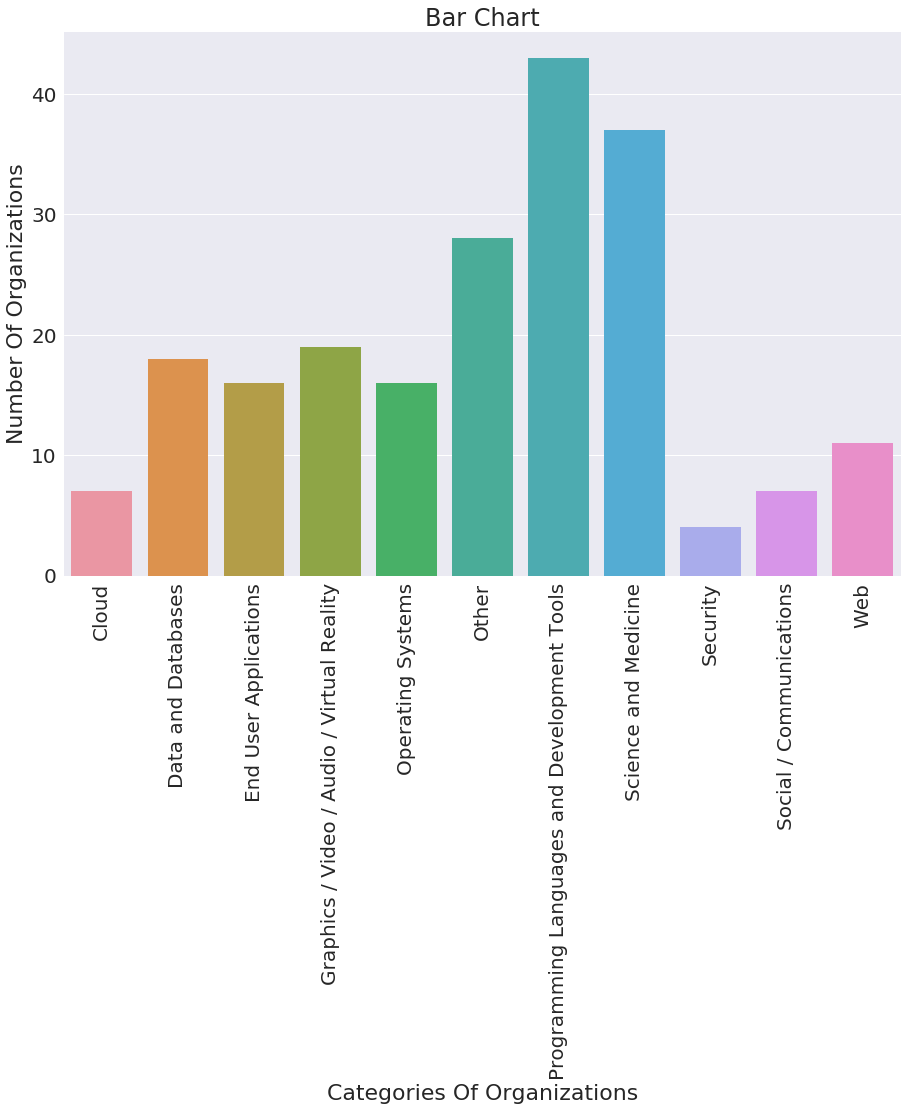 Bar Chart
Number Of Organizations
40
30
20
10
0
Cloud
Data and Databases
End User Applications
Graphics / Video / Audio / Virtual Reality
Operating Systems
Other
Programming Languages and Development Tools
Science and Medicine
Security
Social / Communications
Web
Categories Of Organizations